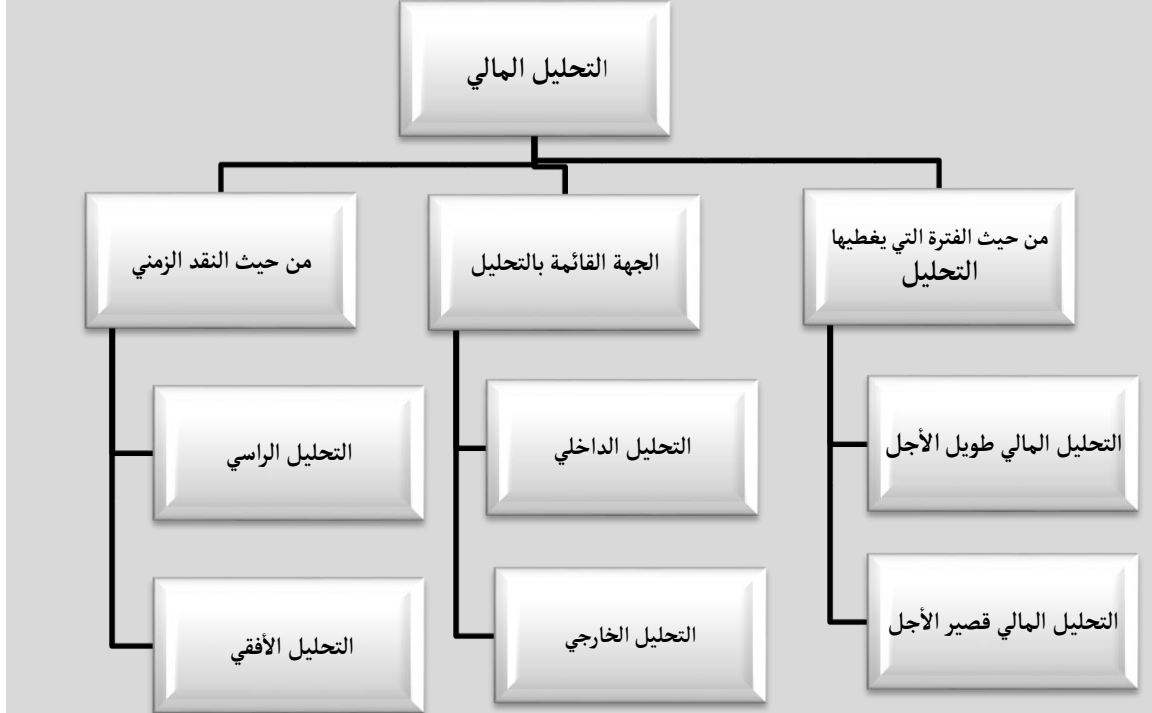 التحليل المالي
من حيث الفترة التي يغطيها
التحليل
الجهة القائمة بالتحليل
من حيث النقد الزمني
التحليل المالي طويل الأجل
التحليل الداخلي
التحليل الراسي
التحليل المالي قصير الأجل
التحليل الخارجي
التحليل الأفقي